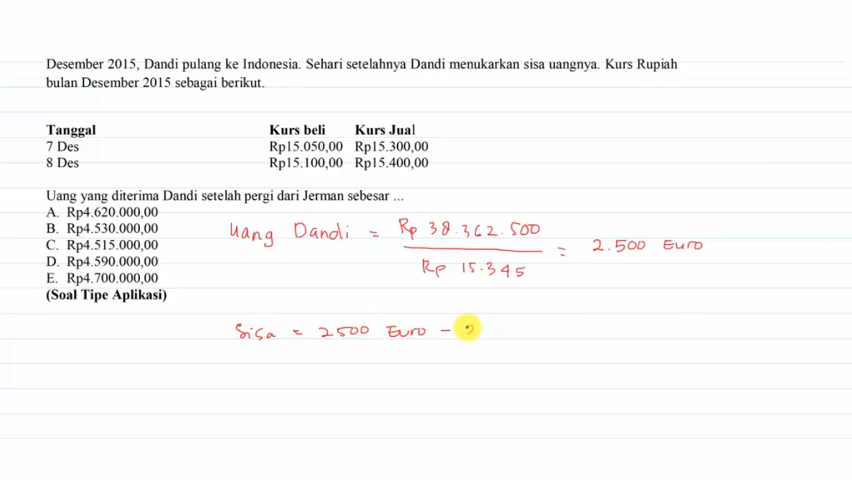 Desember 2015, Dandi pulang ke Indonesia. Sehari setelahnya Dandi menukarkan sisa uangnya. Kurs Rupiah
bulan Desember 2015 sebagai berikut.
Tanggal Kurs beli Kurs Jual
7 Des Rp15.050,00 Rp15.300,00
8 Des Rp15.100,00 Rp15.400,00
Uang yang diterima Dandi setelah pergi dari Jerman sebesar ...
A. Rp4.620.000,00
B. Rp4.530.000,00
C. Rp4.515.000,00
D. Rp4.590.000,00
E. Rp4.700.000,00
(Soal Tipe Aplikasi)
Uang Dandi = Rp 38.362.500
Rp 15.345
= 2.500 Euro
Sisa = 2500 Euro -